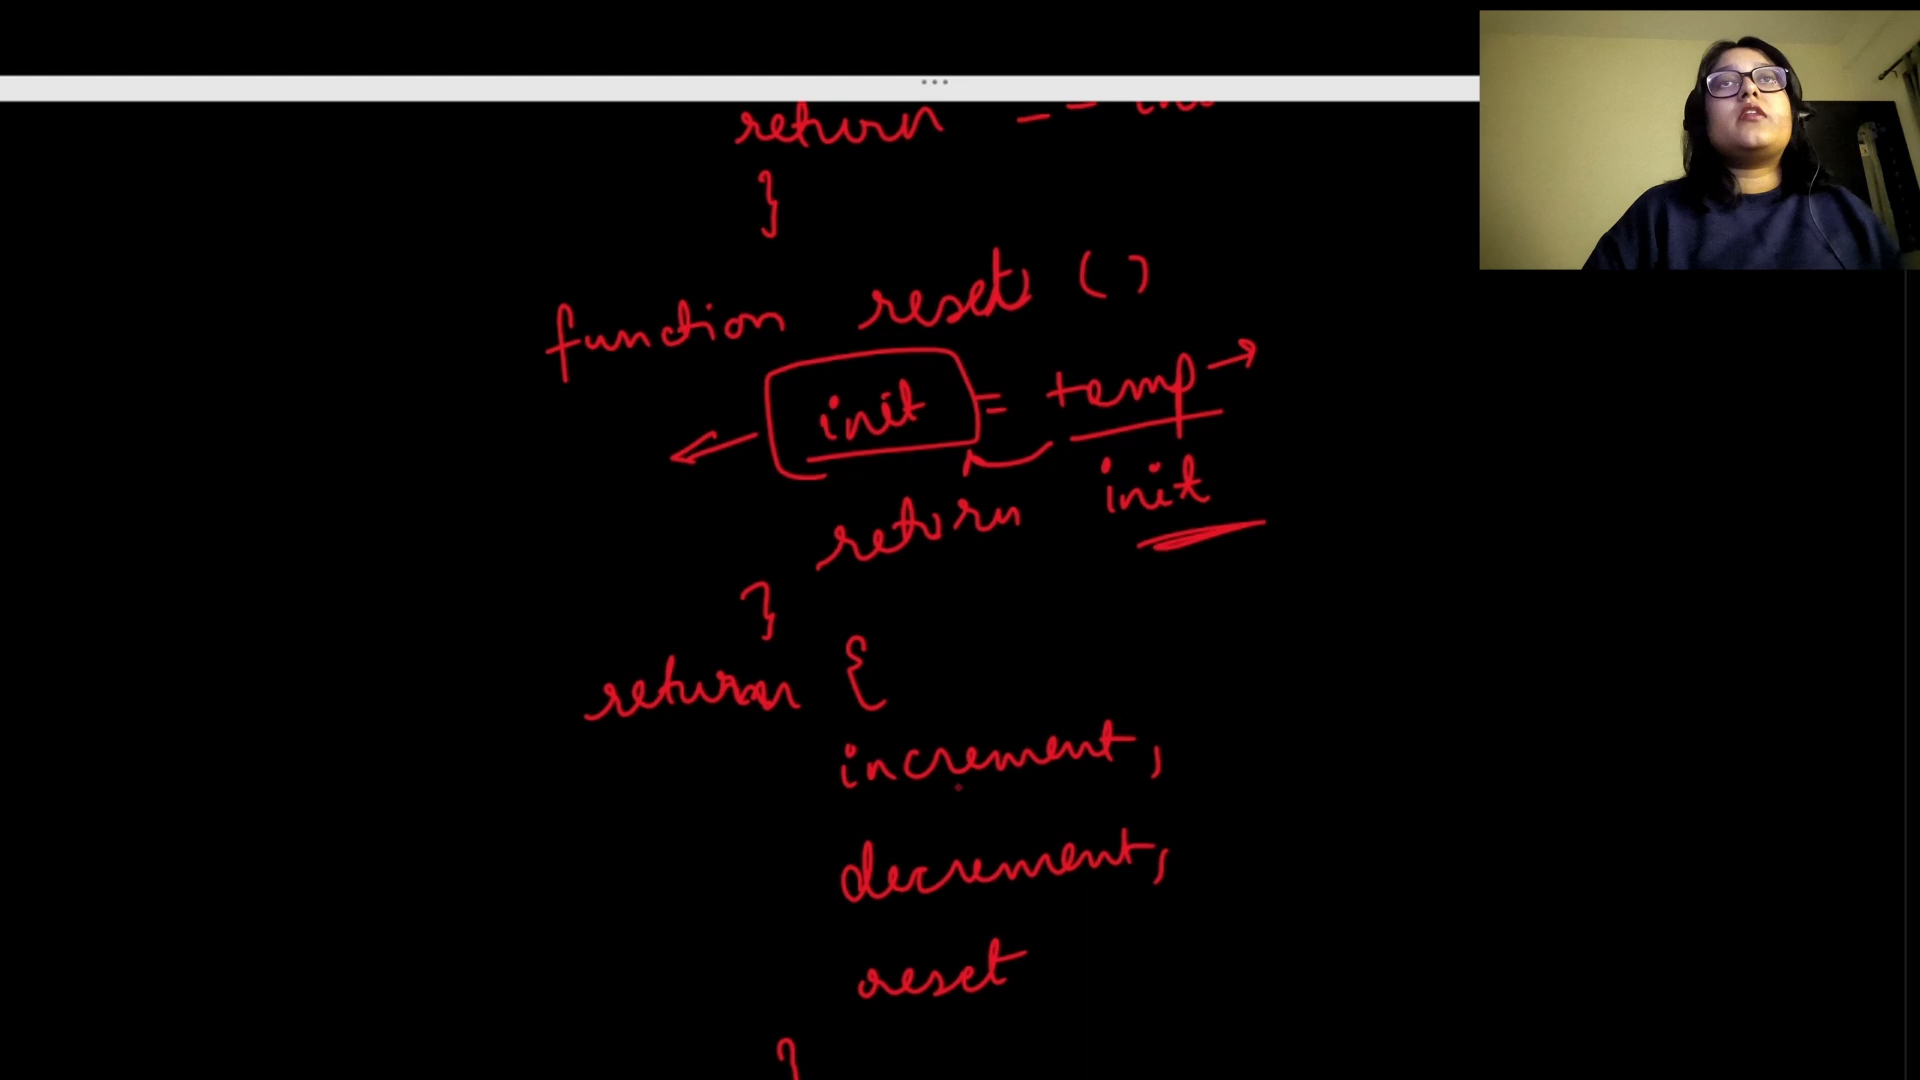 return --
}
function reset ()
init = temp
return init
}
return {
increment,
decrement,
reset
}